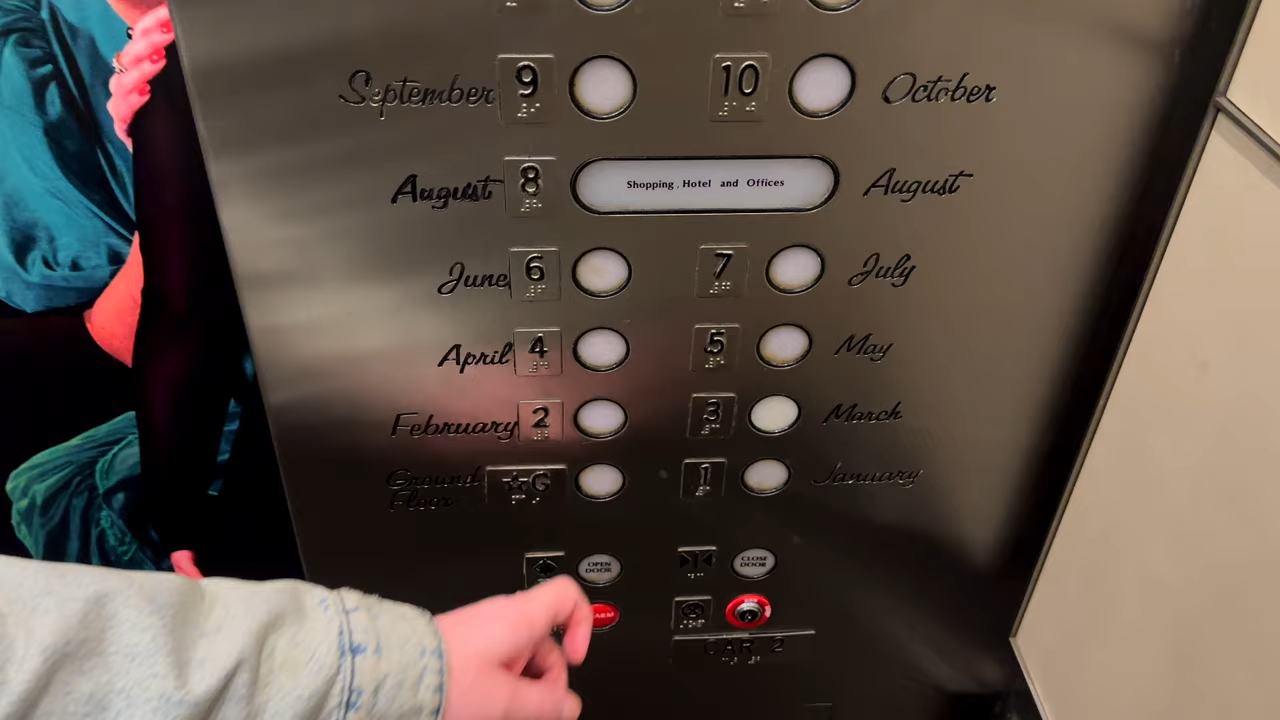 September 9 10 October
August 8 Shopping, Hotel and Offices August
June 6 7 July
April 4 5 May
February 2 3 March
Ground Floor ☆G 1 January
OPEN DOOR CLOSE DOOR
CAR 2